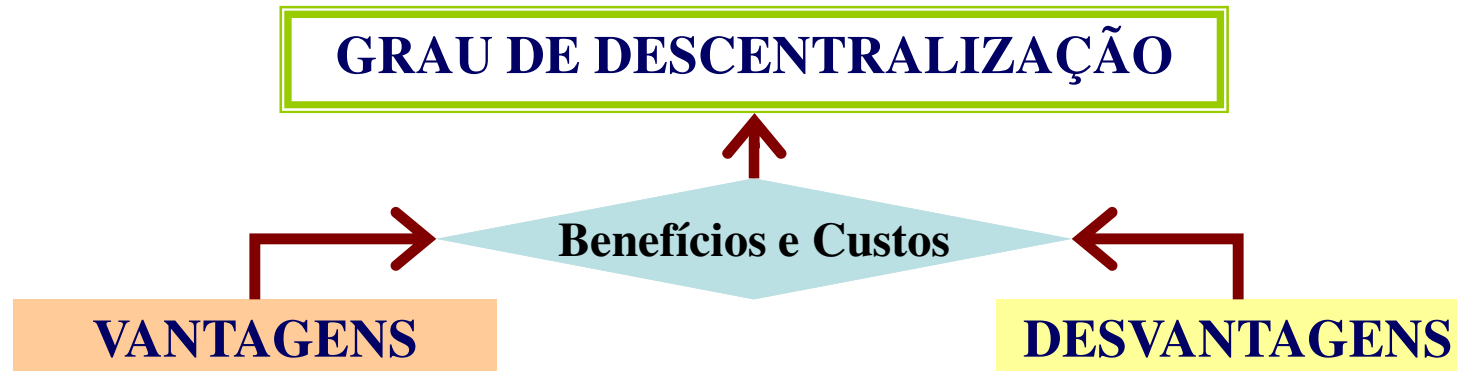 GRAU DE DESCENTRALIZAÇÃO
Benefícios e Custos
VANTAGENS
DESVANTAGENS